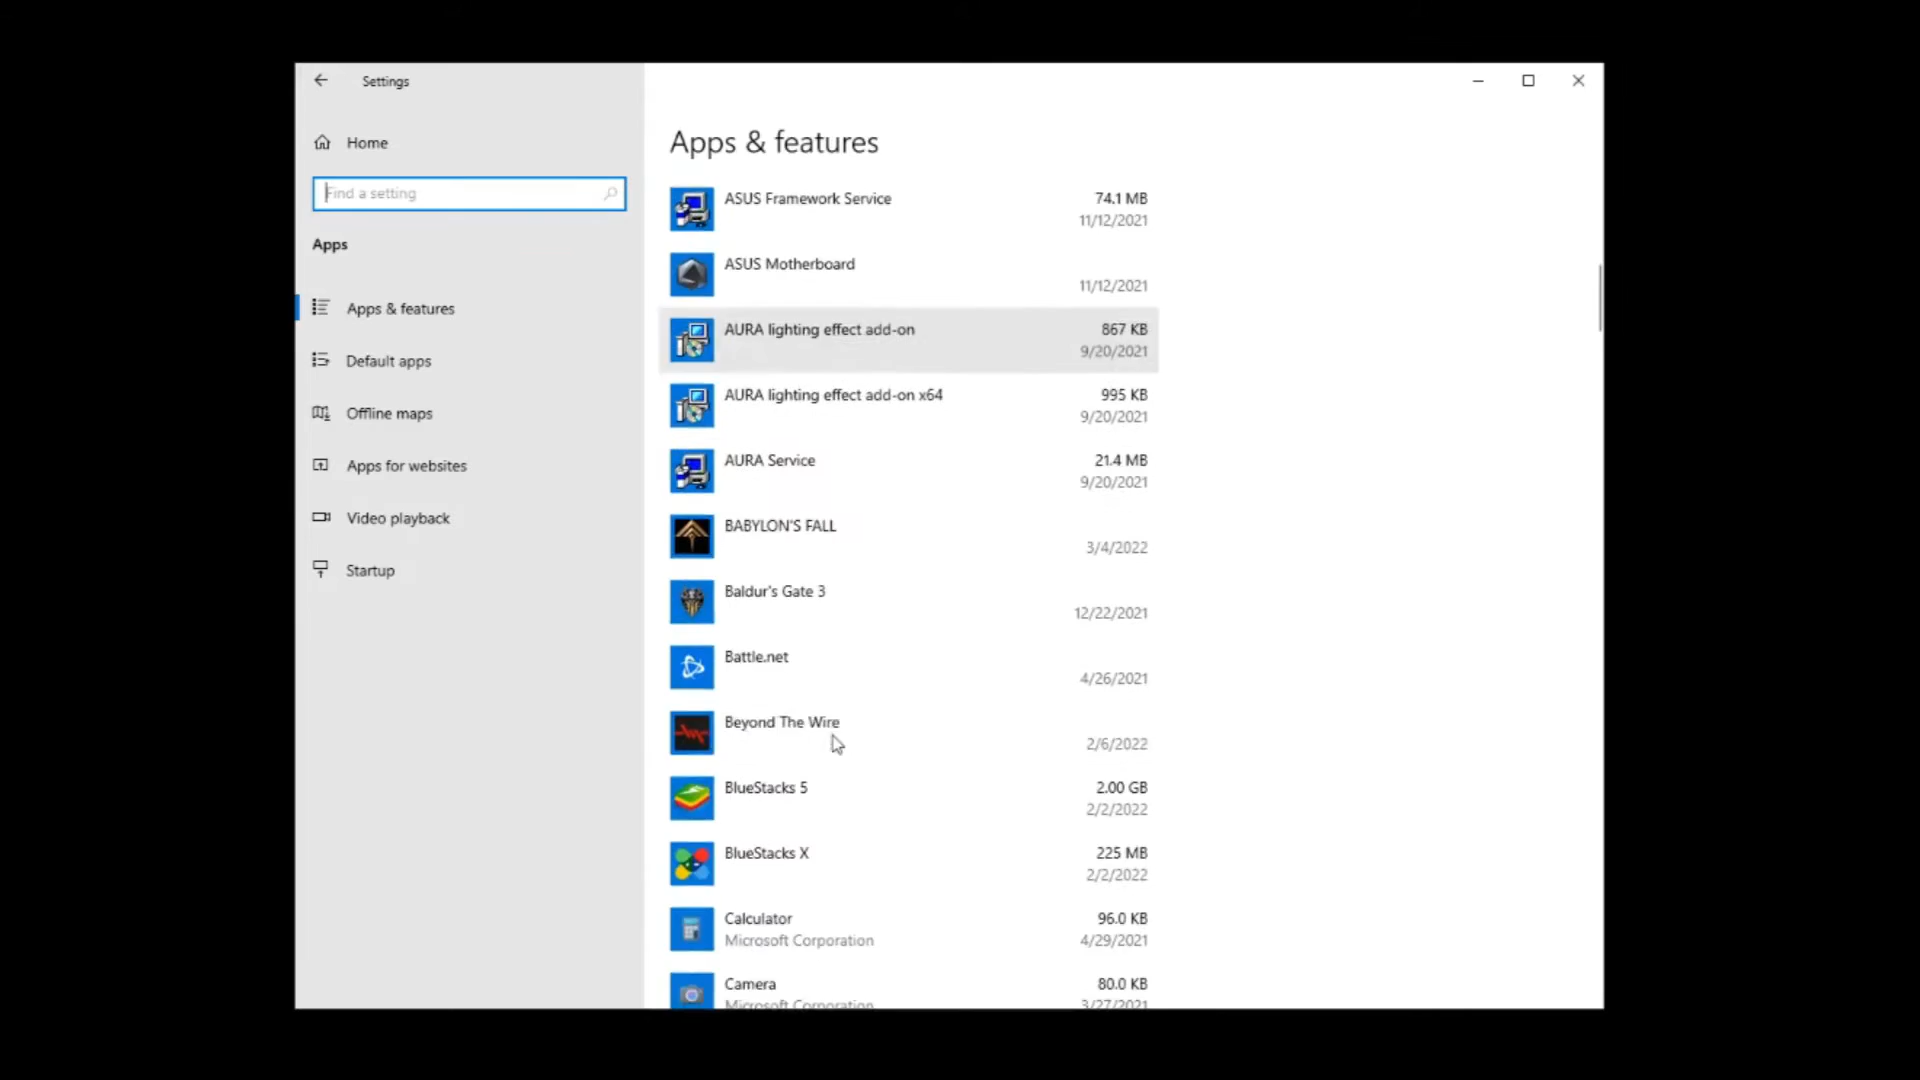 Settings
Home
Find a setting
Apps
Apps & features
Default apps
Offline maps
Apps for websites
Video playback
Startup
Apps & features
ASUS Framework Service 74.1 MB
11/12/2021
ASUS Motherboard
11/12/2021
AURA lighting effect add-on 867 KB
9/20/2021
AURA lighting effect add-on x64 995 KB
9/20/2021
AURA Service 21.4 MB
9/20/2021
BABYLON'S FALL
3/4/2022
Baldur's Gate 3
12/22/2021
Battle.net
4/26/2021
Beyond The Wire
2/6/2022
BlueStacks 5 2.00 GB
2/2/2022
BlueStacks X 225 MB
2/2/2022
Calculator 96.0 KB
Microsoft Corporation 4/29/2021
Camera 80.0 KB
Microsoft Corporation 3/27/2021